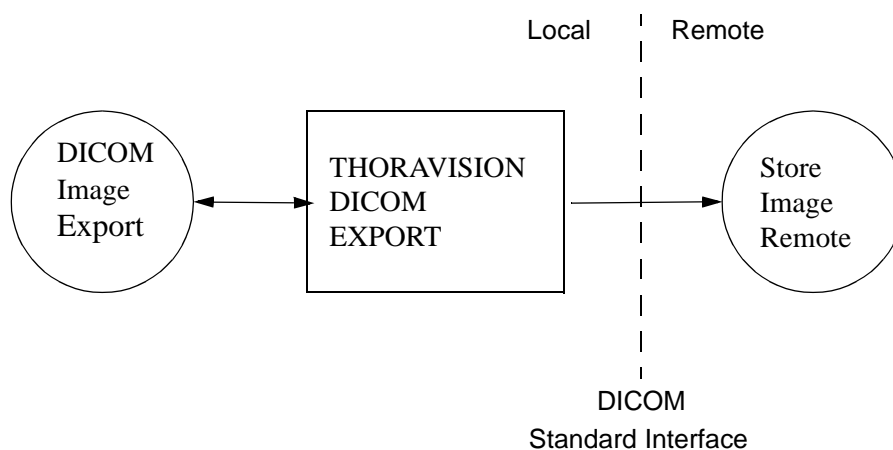 Local
Remote
DICOM
Image
Export
THORAVISION
DICOM
EXPORT
Store
Image
Remote
DICOM
Standard Interface